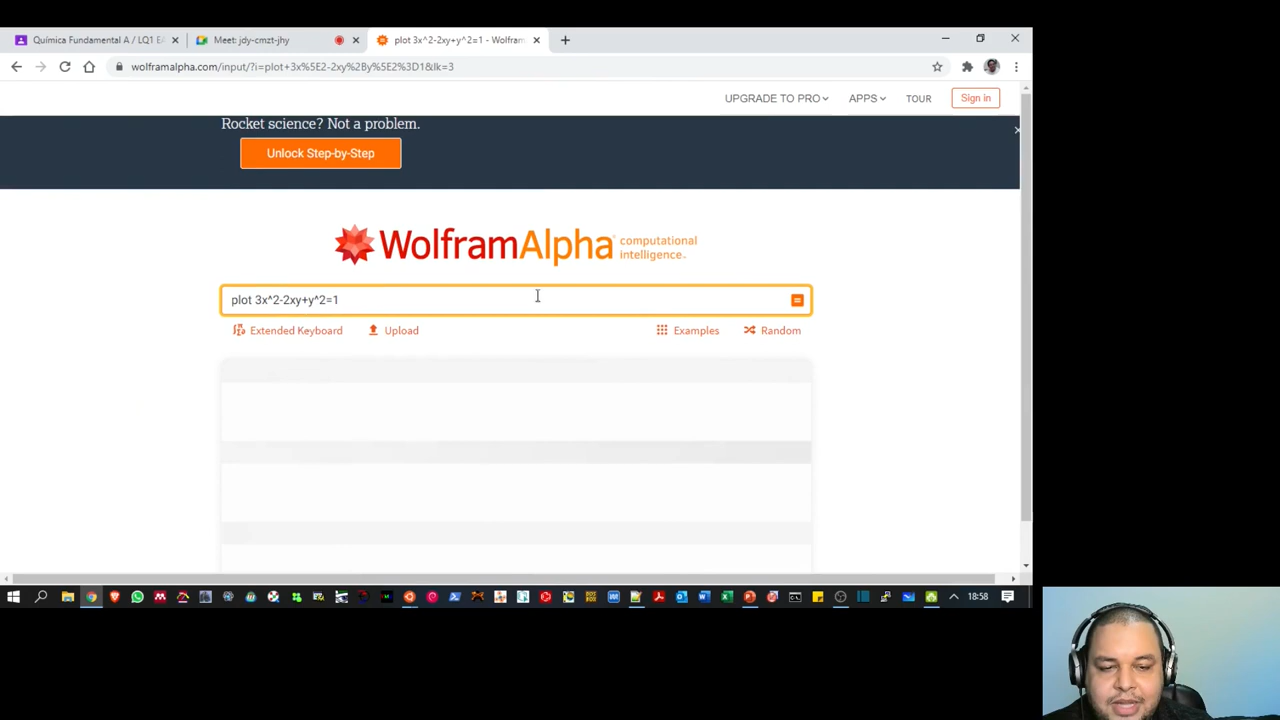 Química Fundamental A / LQ1 E
Meet: jdy-cmzt-jhy
plot 3x^2-2xy+y^2=1 - Wolfram
wolframalpha.com/input/?i=plot+3x%5E2-2xy%2By%5E2%3D1&lk=3
UPGRADE TO PRO
APPS
TOUR
Sign in
Rocket science? Not a problem.
Unlock Step-by-Step
WolframAlpha computational intelligence.
plot 3x^2-2xy+y^2=1
Extended Keyboard
Upload
Examples
Random
18:58